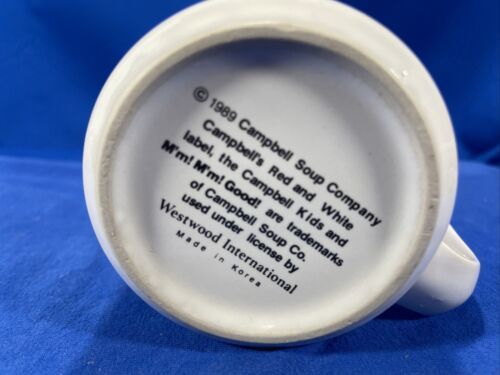 © 1989 Campbell Soup Company
Campbell's Red and White
label, the Campbell Kids and
M'm! M'm! Good! are trademarks
of Campbell Soup Co.
used under license by
Westwood International
Made in Korea